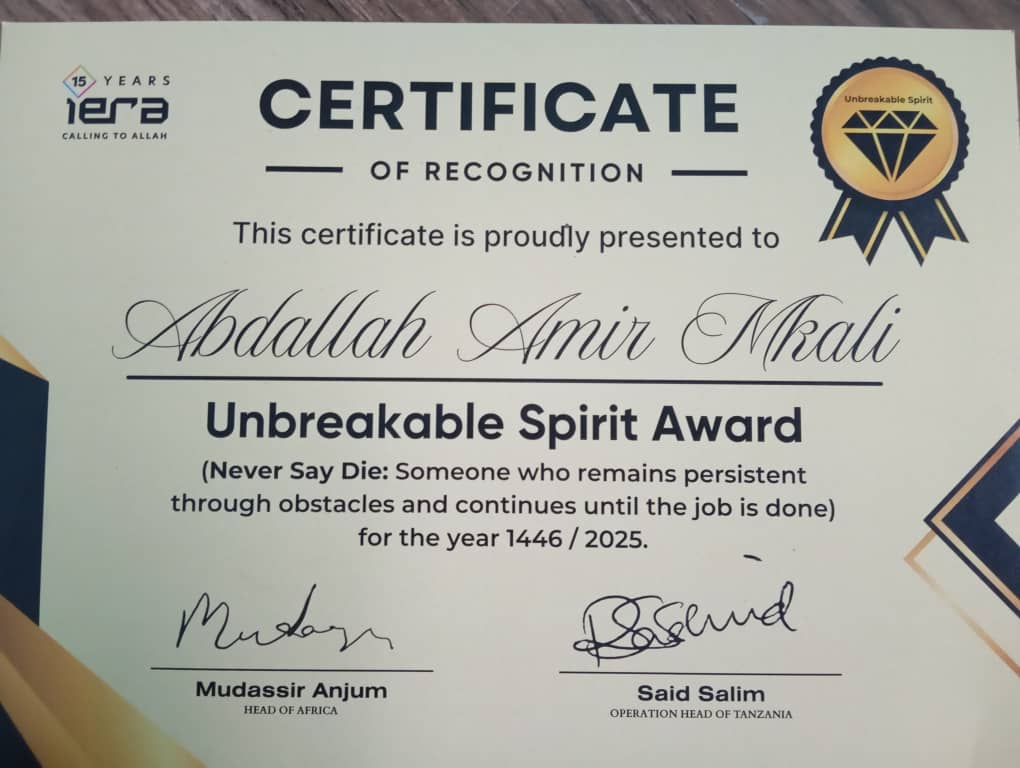 15 YEARS
iera
CALLING TO ALLAH
CERTIFICATE
OF RECOGNITION
Unbreakable Spirit
This certificate is proudly presented to
Abdallah Amir Mkali
Unbreakable Spirit Award
(Never Say Die: Someone who remains persistent
through obstacles and continues until the job is done)
for the year 1446 / 2025.
Mudassir Anjum
HEAD OF AFRICA
Said Salim
OPERATION HEAD OF TANZANIA